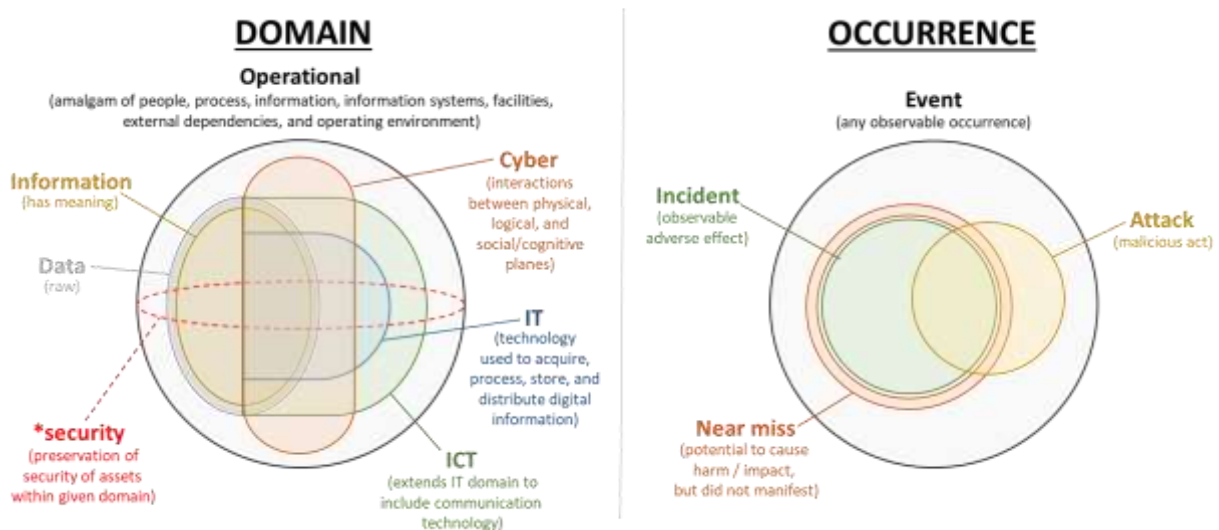 DOMAIN
Operational
(amalgam of people, process, information, information systems, facilities,
external dependencies, and operating environment)
Information
(has meaning)
Data
(raw)
*security
(preservation of
security of assets
within given domain)
Cyber
(interactions
between physical,
logical, and
social/cognitive
planes)
IT
(technology
used to acquire,
process, store, and
distribute digital
information)
ICT
(extends IT domain to
include communication
technology)
OCCURRENCE
Event
(any observable occurrence)
Incident
(observable
adverse effect)
Attack
(malicious act)
Near miss
(potential to cause
harm / impact,
but did not manifest)